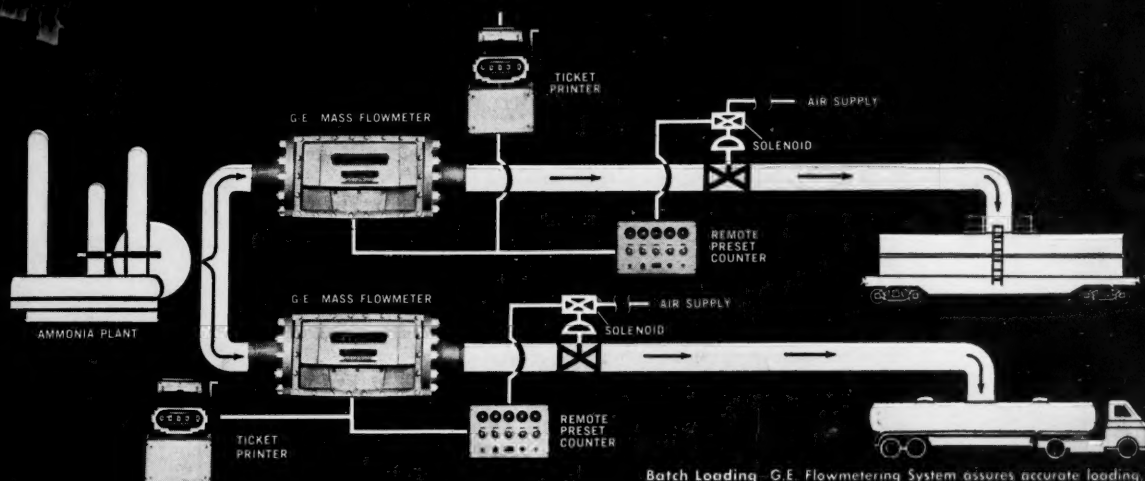 TICKET
PRINTER
G.E. MASS FLOWMETER
AIR SUPPLY
SOLENOID
REMOTE
PRESET
COUNTER
AMMONIA PLANT
G.E. MASS FLOWMETER
AIR SUPPLY
SOLENOID
REMOTE
PRESET
COUNTER
TICKET
PRINTER
Batch Loading G.E. Flowmetering System assures accurate loading